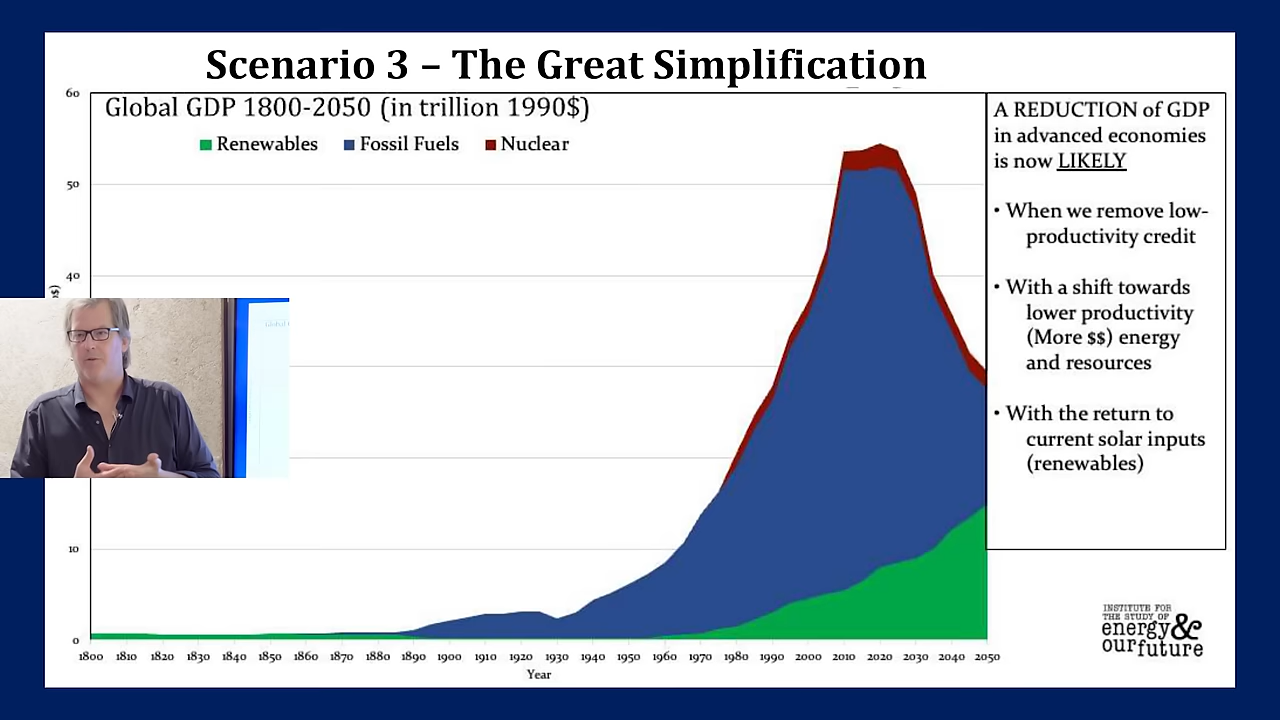 Scenario 3 – The Great Simplification
Global GDP 1800-2050 (in trillion 1990$)
Renewables Fossil Fuels Nuclear
60
50
40
10
0
1800 1810 1820 1830 1840 1850 1860 1870 1880 1890 1900 1910 1920 1930 1940 1950 1960 1970 1980 1990 2000 2010 2020 2030 2040 2050
Year
A REDUCTION of GDP
in advanced economies
is now LIKELY
• When we remove low-
productivity credit
• With a shift towards
lower productivity
(More $$) energy
and resources
• With the return to
current solar inputs
(renewables)
INSTITUTE FOR
THE STUDY OF
energy&
our future